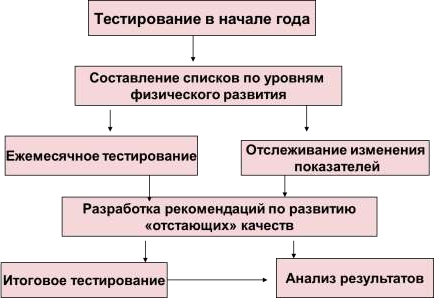 Тестирование в начале года
Составление списков по уровням
физического развития
Ежемесячное тестирование
Отслеживание изменения
показателей
Разработка рекомендаций по развитию
«отстающих» качеств
Итоговое тестирование
Анализ результатов